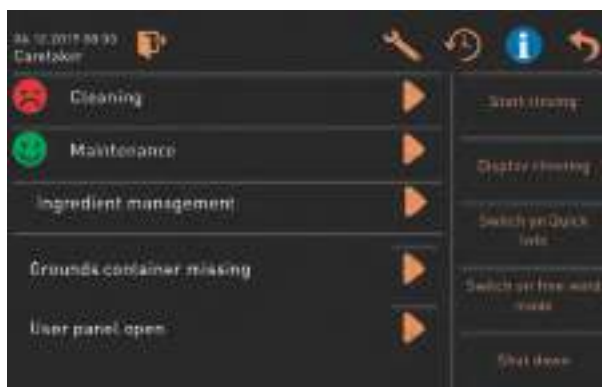 Caretaker
Cleaning
Maintenance
Ingredient management
Grounds container missing
User panel open
Start rinsing
Display cleaning
Switch on Quick
Info
Switch on free vend
mode
Shut down